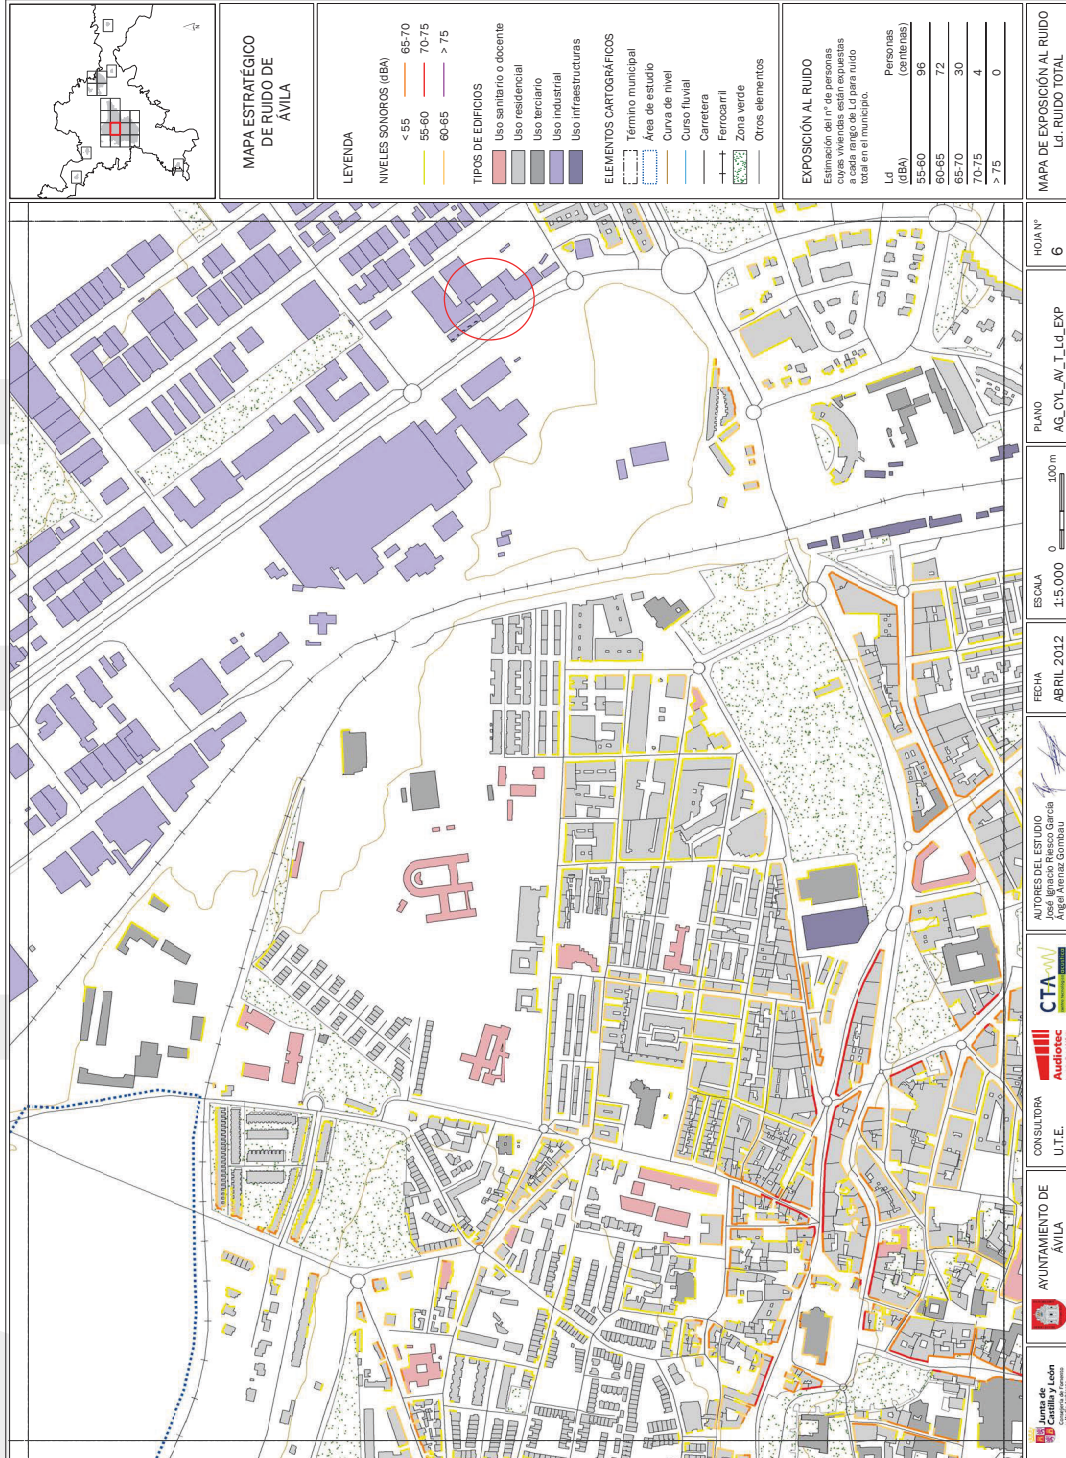 MAPA ESTRATÉGICO
DE RUIDO DE
ÁVILA
LEYENDA
NIVELES SONOROS (dBA)
<55
55-60
60-65
65-70
70-75
> 75
TIPOS DE EDIFICIOS
Uso sanitario o docente
Uso residencial
Uso terciario
Uso industrial
Uso infraestructuras
ELEMENTOS CARTOGRÁFICOS
Término municipal
Área de estudio
Curva de nivel
Curso fluvial
Carretera
Ferrocarril
Zona verde
Otros elementos
EXPOSICIÓN AL RUIDO
Estimación del nº de personas
cuyas viviendas están expuestas
a cada rango de Ld para ruido
total en el municipio.
Ld Personas
(dBA) (centenas)
55-60 96
60-65 72
65-70 30
70-75 4
> 75 0
MAPA DE EXPOSICIÓN AL RUIDO
Ld. RUIDO TOTAL
Junta de
Castilla y León
Consejería de Fomento
AYUNTAMIENTO DE
ÁVILA
CONSULTORA
U.T.E.
Audiotec
CTA
AUTORES DEL ESTUDIO
José Ignacio Riesco García
Ángel Arenaz Gombau
FECHA
ABRIL 2012
ESCALA
1:5.000
0 100 m
PLANO
AG_CYL_AV_T_Ld_EXP
HOJA Nº
6